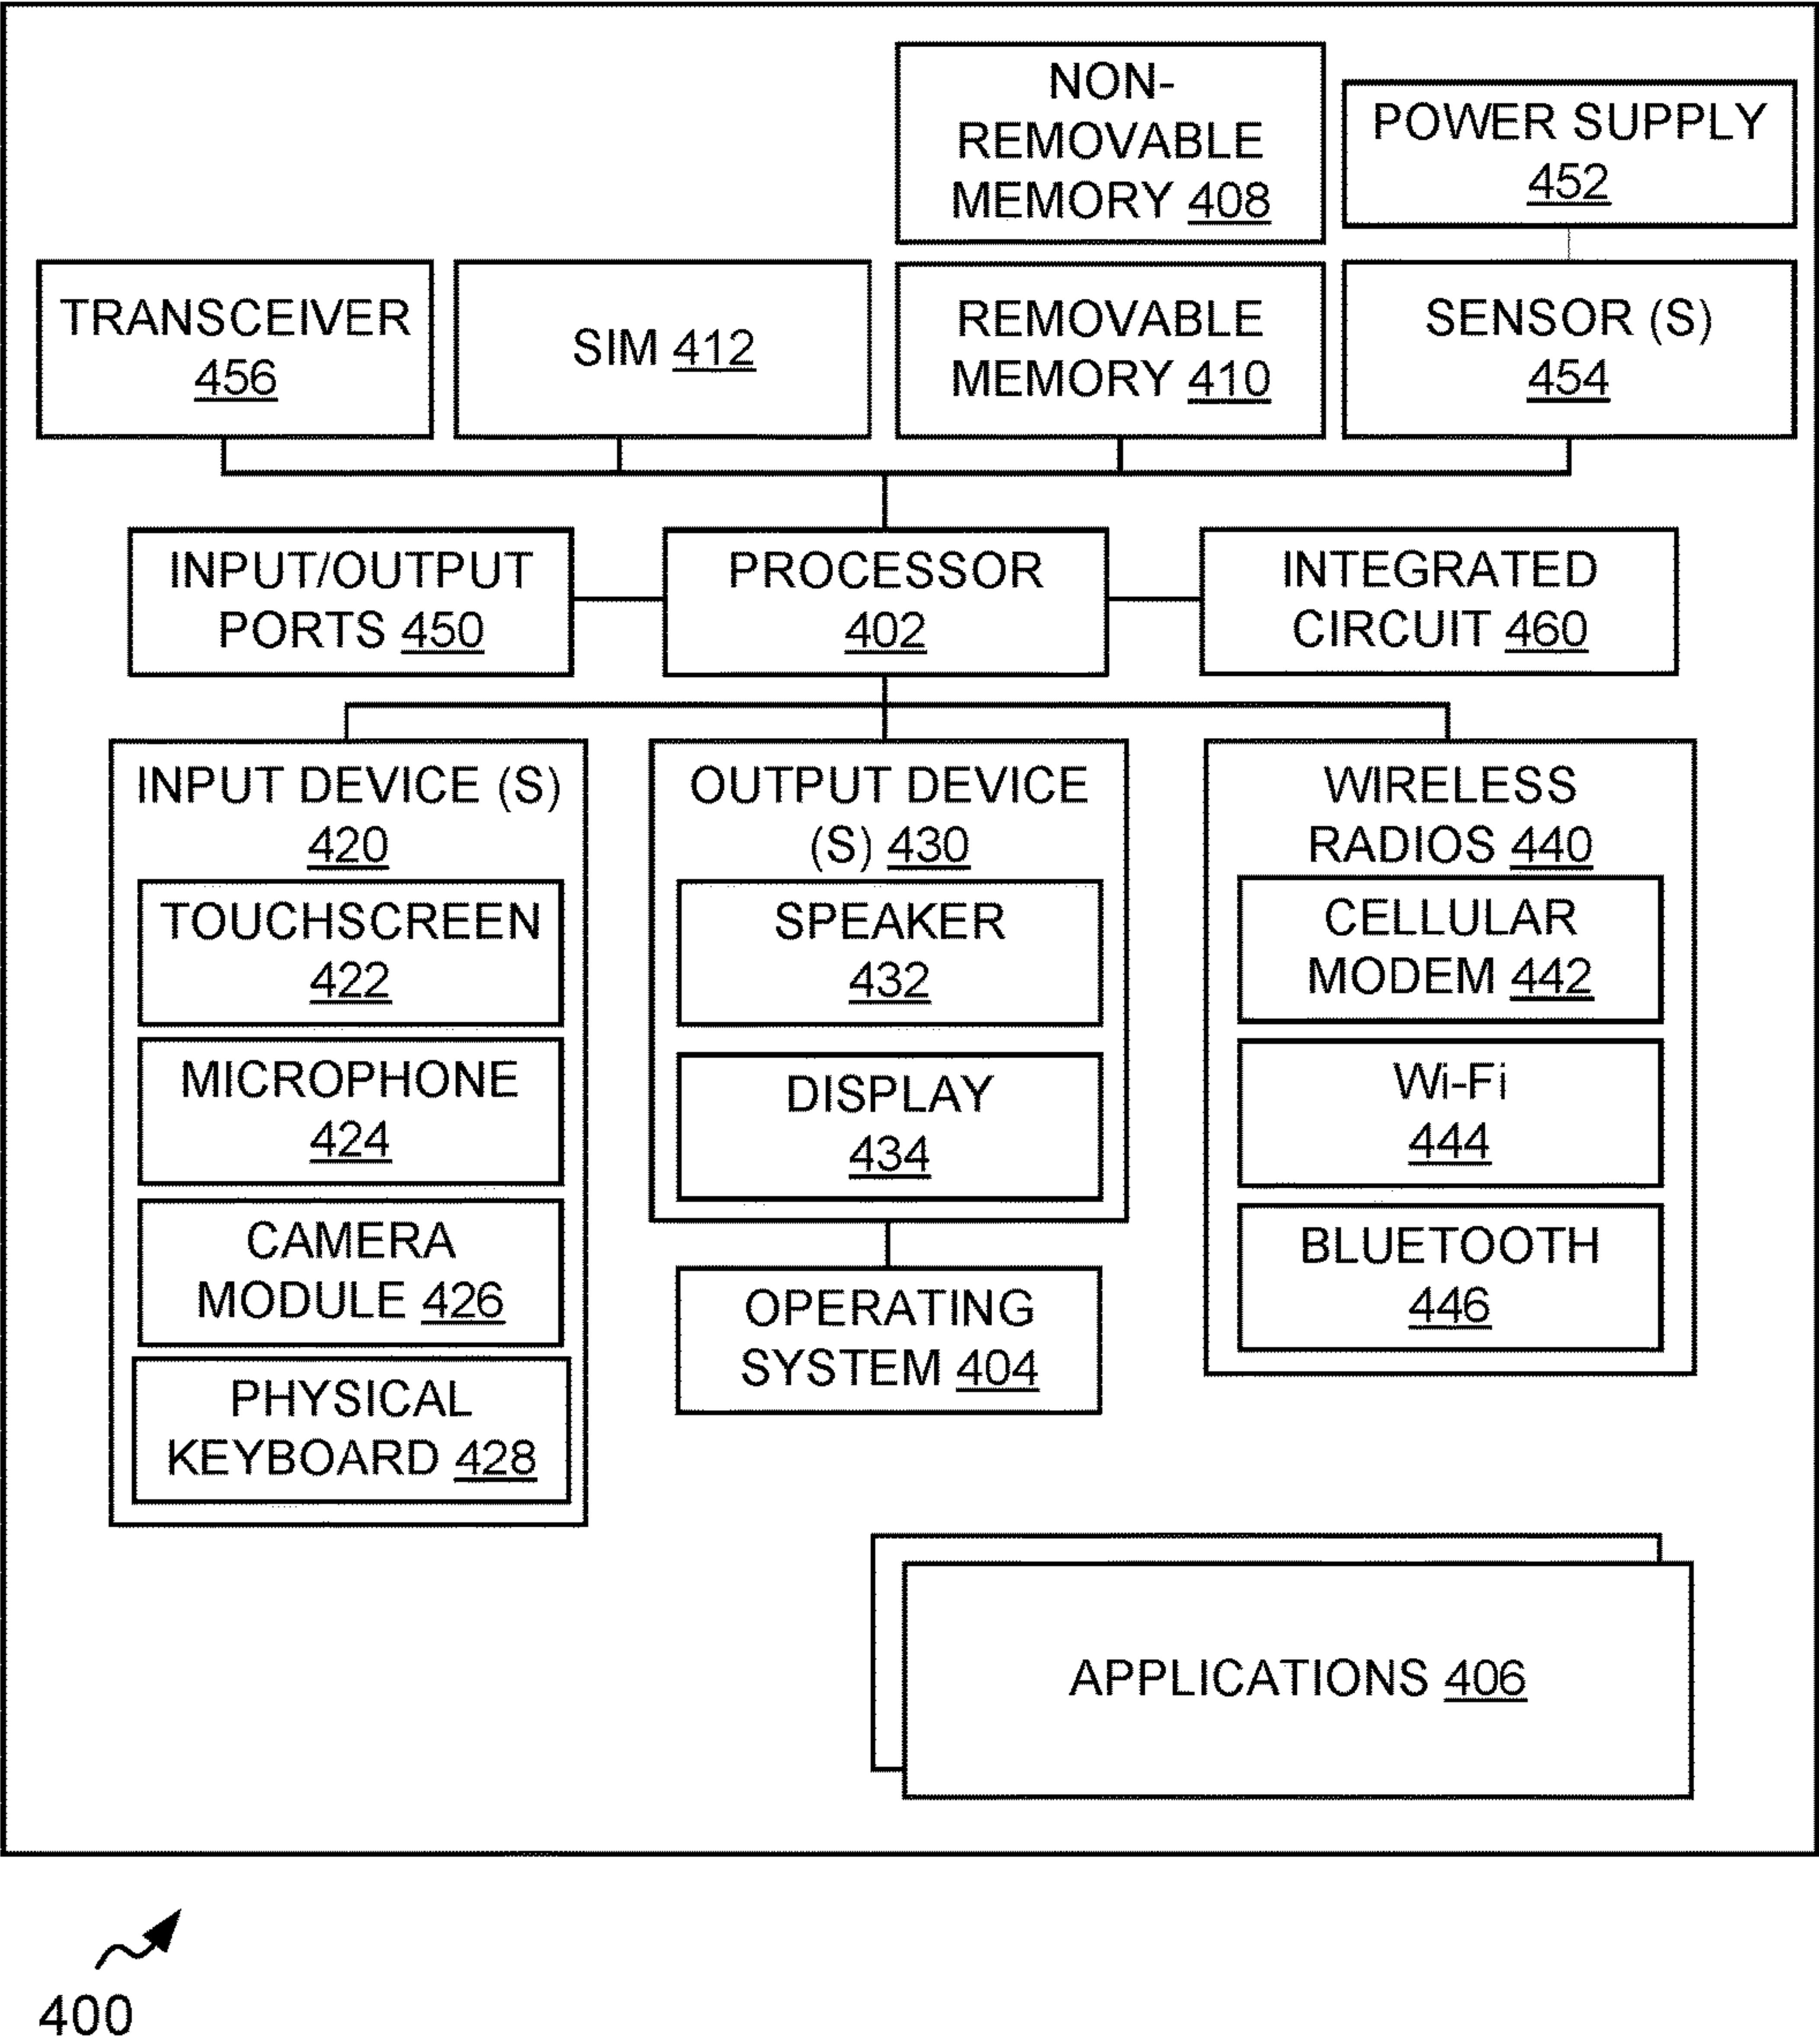 NON-
REMOVABLE
MEMORY 408
POWER SUPPLY
452
TRANSCEIVER
456
SIM 412
REMOVABLE
MEMORY 410
SENSOR (S)
454
INPUT/OUTPUT
PORTS 450
PROCESSOR
402
INTEGRATED
CIRCUIT 460
INPUT DEVICE (S)
420
TOUCHSCREEN
422
MICROPHONE
424
CAMERA
MODULE 426
PHYSICAL
KEYBOARD 428
OUTPUT DEVICE
(S) 430
SPEAKER
432
DISPLAY
434
OPERATING
SYSTEM 404
WIRELESS
RADIOS 440
CELLULAR
MODEM 442
Wi-Fi
444
BLUETOOTH
446
APPLICATIONS 406
400